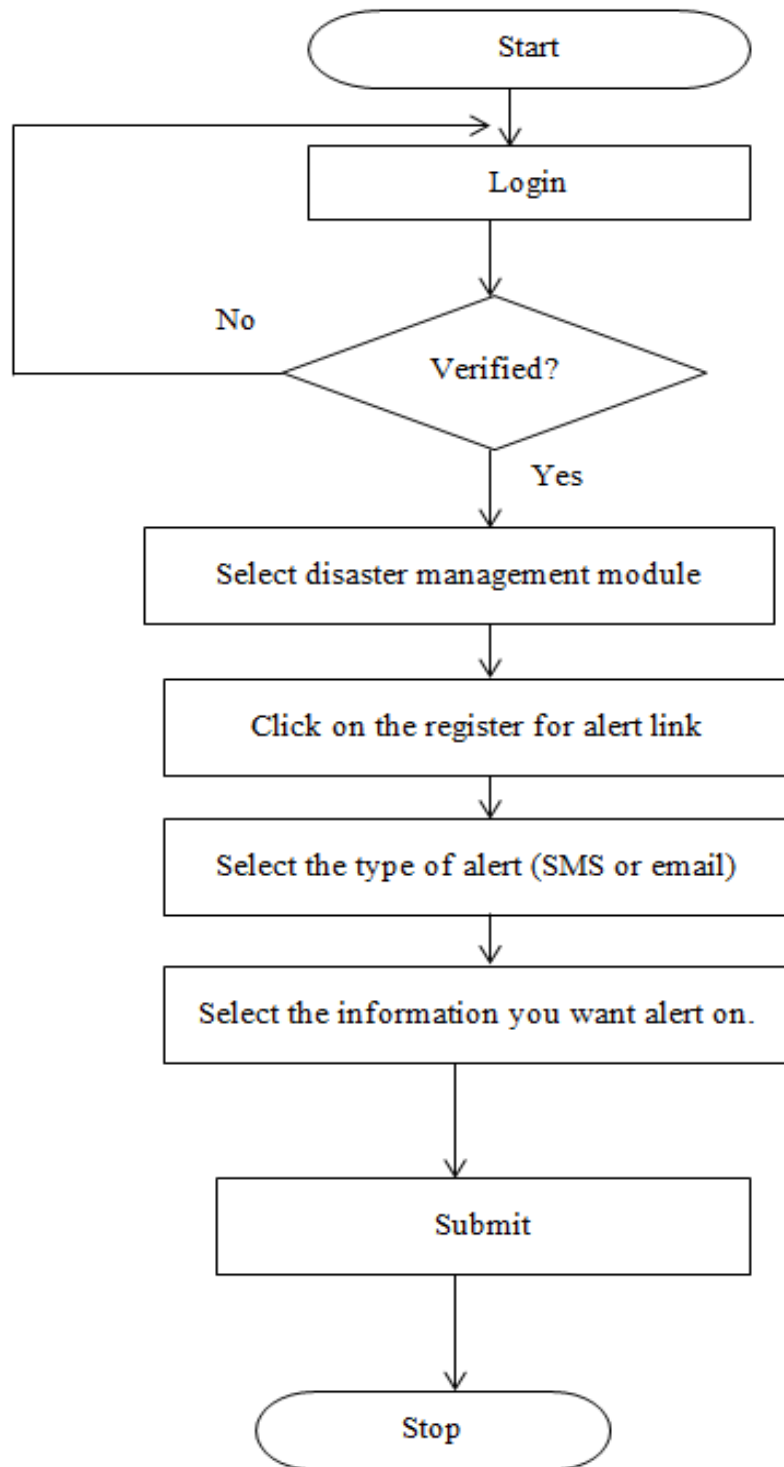 Start
Login
No
Verified?
Yes
Select disaster management module
Click on the register for alert link
Select the type of alert (SMS or email)
Select the information you want alert on.
Submit
Stop